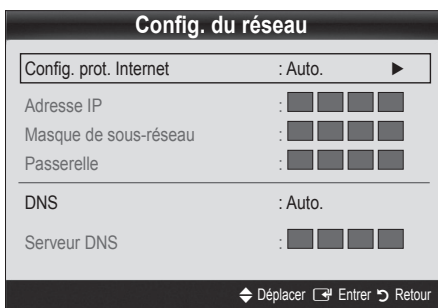 Config. du réseau
Config. prot. Internet : Auto. ►
Adresse IP :
Masque de sous-réseau :
Passerelle :
DNS : Auto.
Serveur DNS :
Déplacer Entrer Retour